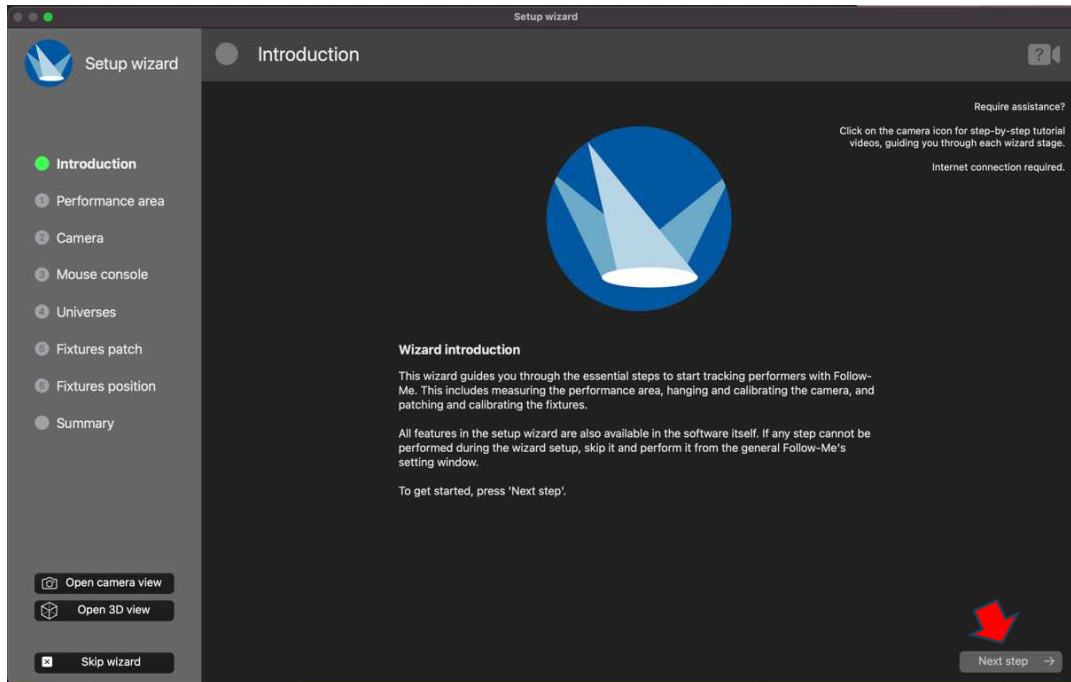 Setup wizard
Setup wizard
Introduction
?
Require assistance?
Click on the camera icon for step-by-step tutorial
videos, guiding you through each wizard stage.
Internet connection required.
Introduction
1 Performance area
2 Camera
3 Mouse console
4 Universes
5 Fixtures patch
6 Fixtures position
Summary
Wizard introduction
This wizard guides you through the essential steps to start tracking performers with Follow-
Me. This includes measuring the performance area, hanging and calibrating the camera, and
patching and calibrating the fixtures.
All features in the setup wizard are also available in the software itself. If any step cannot be
performed during the wizard setup, skip it and perform it from the general Follow-Me's
setting window.
To get started, press 'Next step'.
Open camera view
Open 3D view
Skip wizard
Next step →